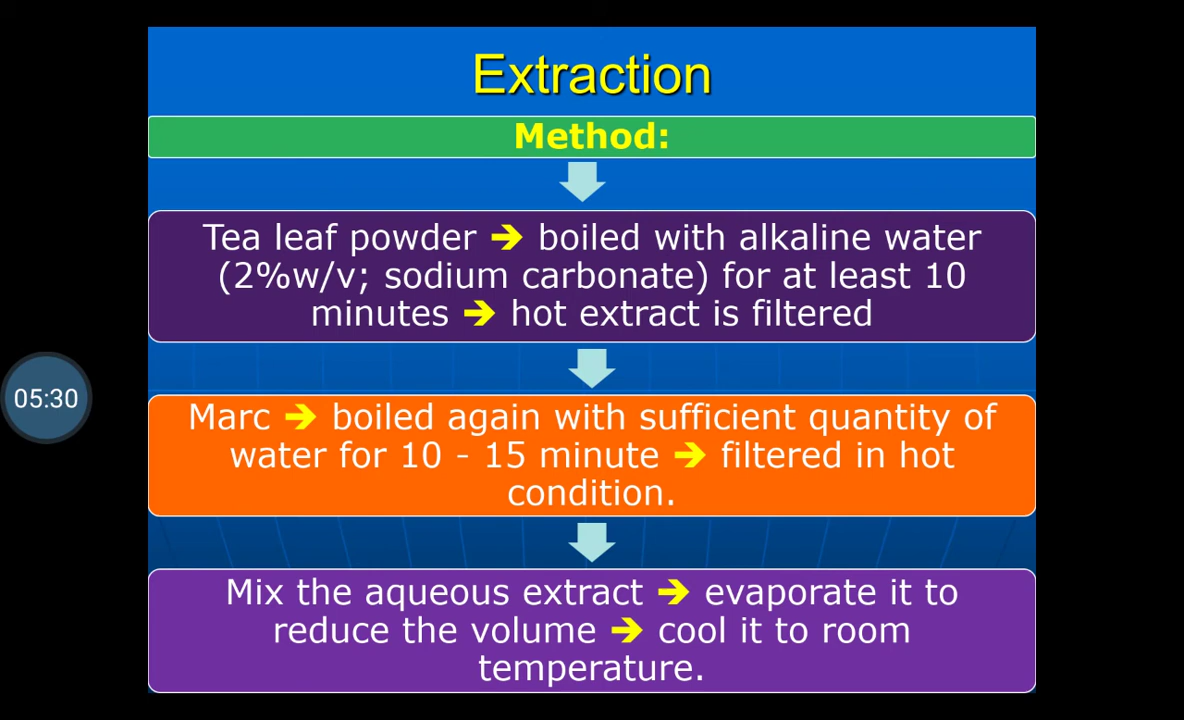 Extraction
Method:
Tea leaf powder ➔ boiled with alkaline water
(2%w/v; sodium carbonate) for at least 10
minutes ➔ hot extract is filtered
05:30
Marc ➔ boiled again with sufficient quantity of
water for 10 - 15 minute ➔ filtered in hot
condition.
Mix the aqueous extract ➔ evaporate it to
reduce the volume ➔ cool it to room
temperature.